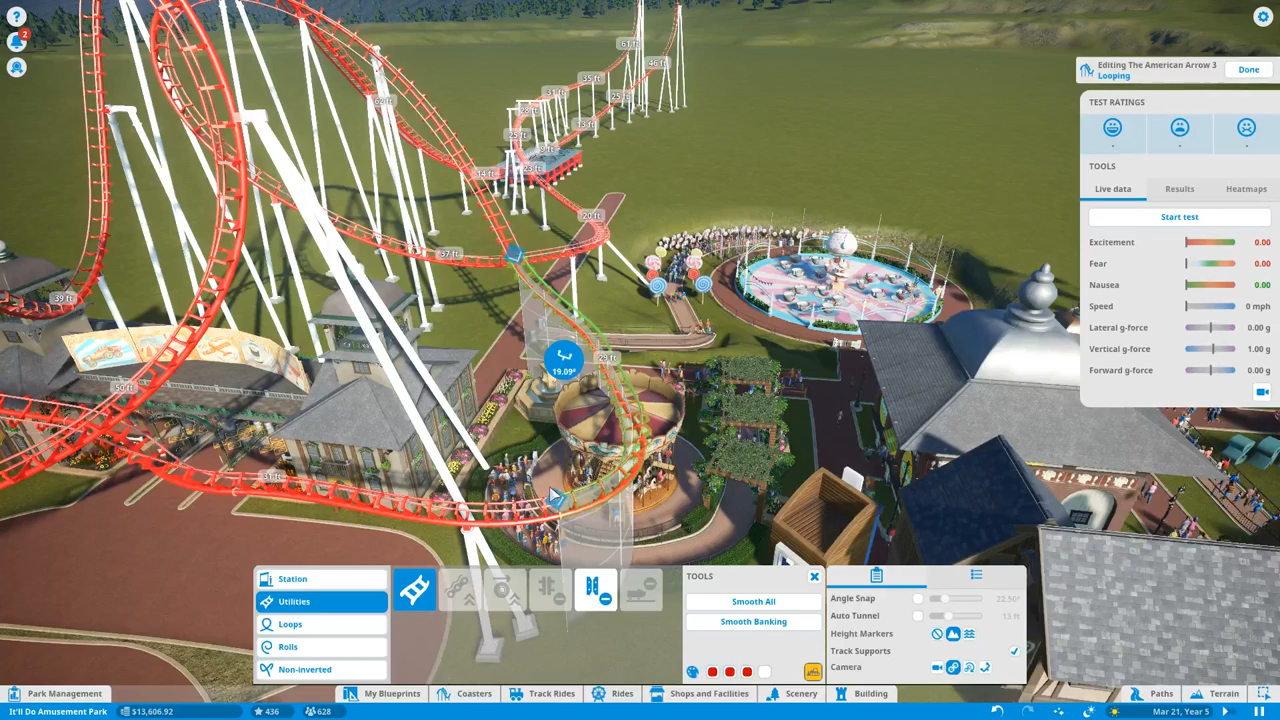 ?
2
61 ft
46 ft
35 ft
31 ft
25 ft
13 ft
25 ft
9 ft
23 ft
14 ft
62 ft
20 ft
37 ft
39 ft
29 ft
19.09°
50 ft
31 ft
Editing The American Arrow 3
Looping
Done
TEST RATINGS
- - -
TOOLS
Live data Results Heatmaps
Start test
Excitement 0.00
Fear 0.00
Nausea 0.00
Speed 0 mph
Lateral g-force 0.00 g
Vertical g-force 1.00 g
Forward g-force 0.00 g
Station
Utilities
Loops
Rolls
Non-inverted
TOOLS
Smooth All
Smooth Banking
Angle Snap 22.50°
Auto Tunnel 13 ft
Height Markers
Track Supports
Camera
Park Management My Blueprints Coasters Track Rides Rides Shops and Facilities Scenery Building Paths Terrain
It'll Do Amusement Park $13,606.92 436 628 Mar 21, Year 5